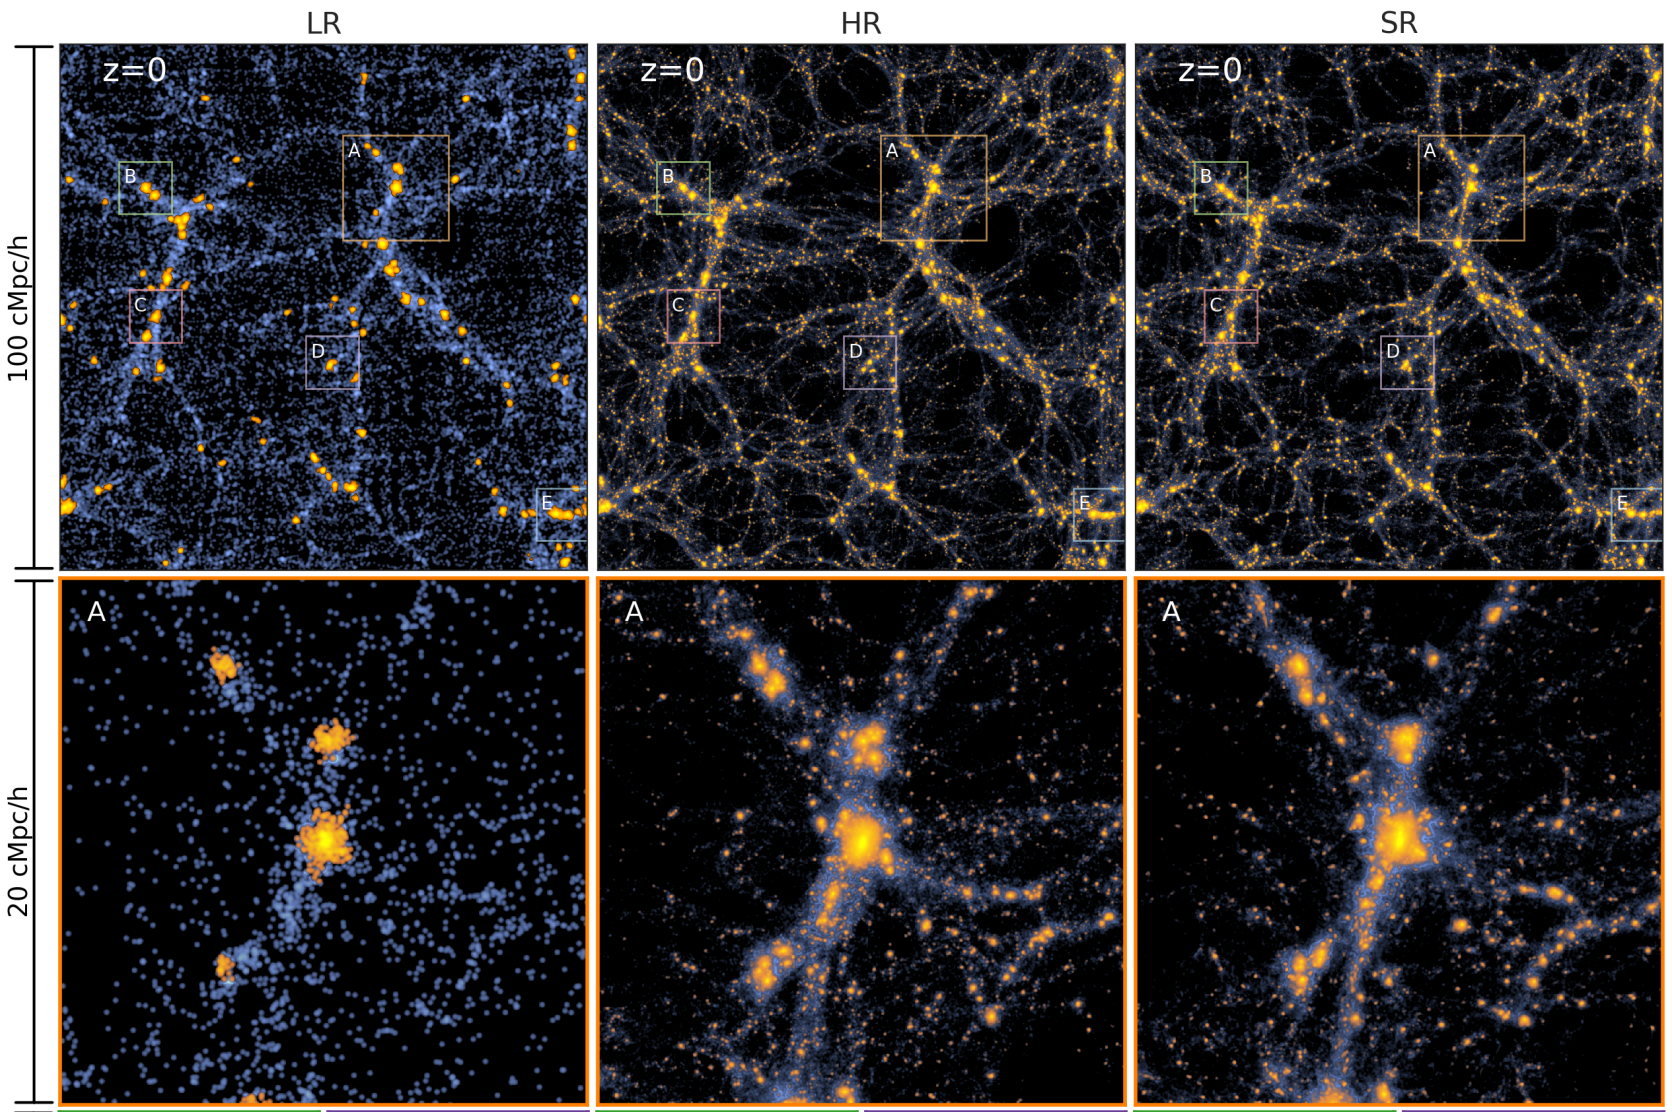 LR HR SR
100 cMpc/h
z=0 z=0 z=0
A A A
B B B
C C C
D D D
E E E
20 cMpc/h
A A A